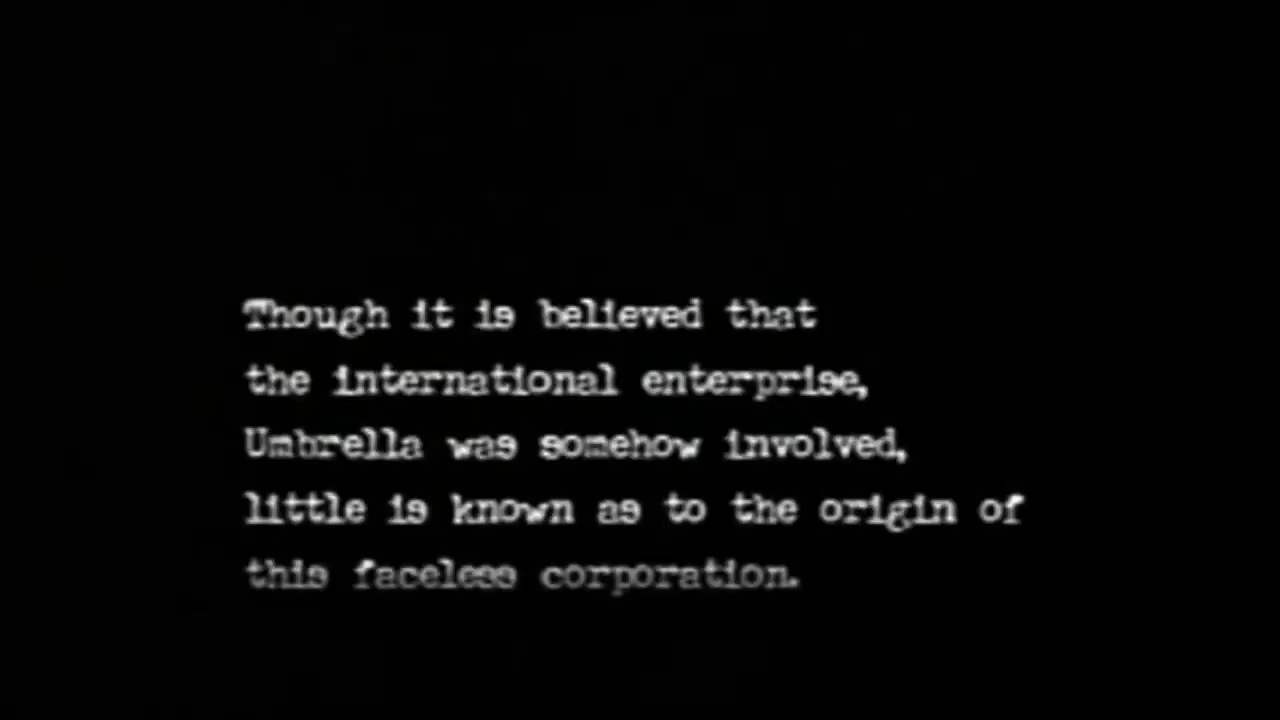 Though it is believed that
the international enterprise,
Umbrella was somehow involved,
little is known as to the origin of
this faceless corporation.